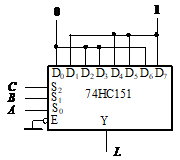 0 1
D0 D1 D2 D3 D4 D5 D6 D7
C S2 74HC151
B S1
A S0
E Y
L